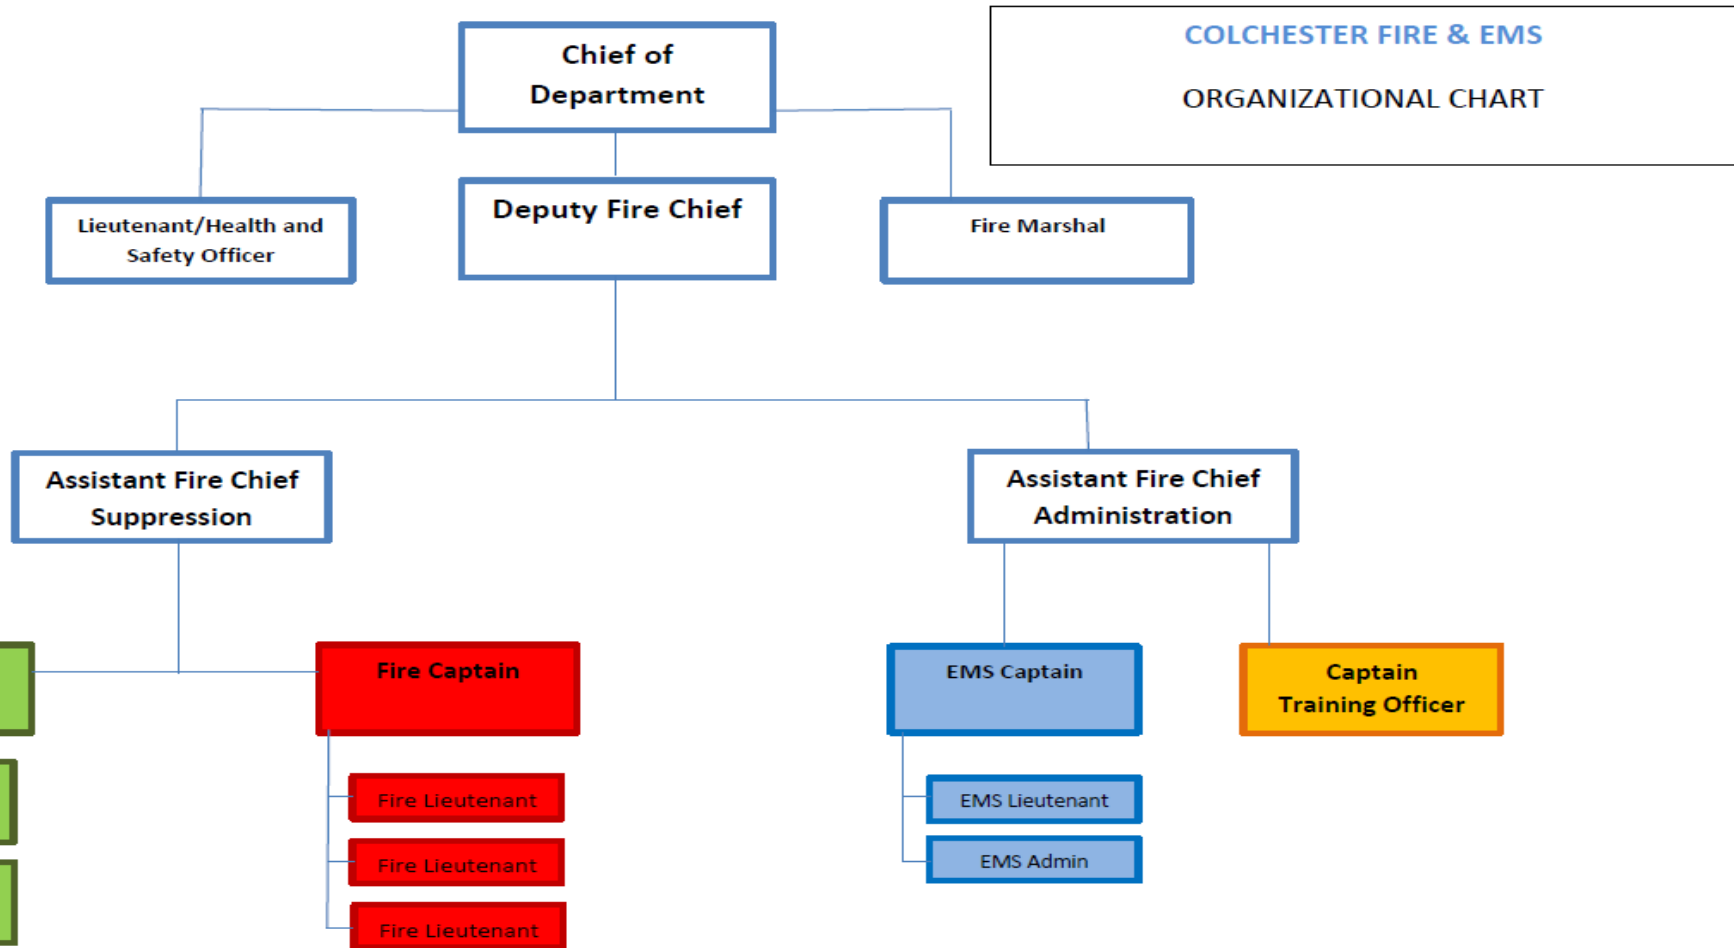 COLCHESTER FIRE & EMS
ORGANIZATIONAL CHART
Chief of
Department
Lieutenant/Health and
Safety Officer
Deputy Fire Chief
Fire Marshal
Assistant Fire Chief
Suppression
Assistant Fire Chief
Administration
Fire Captain
EMS Captain
Captain
Training Officer
Fire Lieutenant
EMS Lieutenant
Fire Lieutenant
EMS Admin
Fire Lieutenant